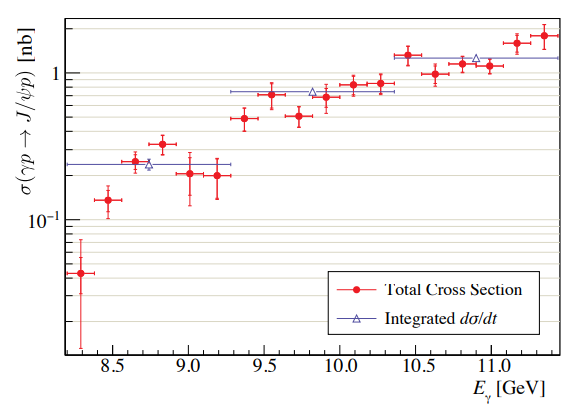 σ(γp → J/ψp) [nb]
1
10⁻¹
Total Cross Section
Integrated dσ/dt
8.5 9.0 9.5 10.0 10.5 11.0
E_γ [GeV]